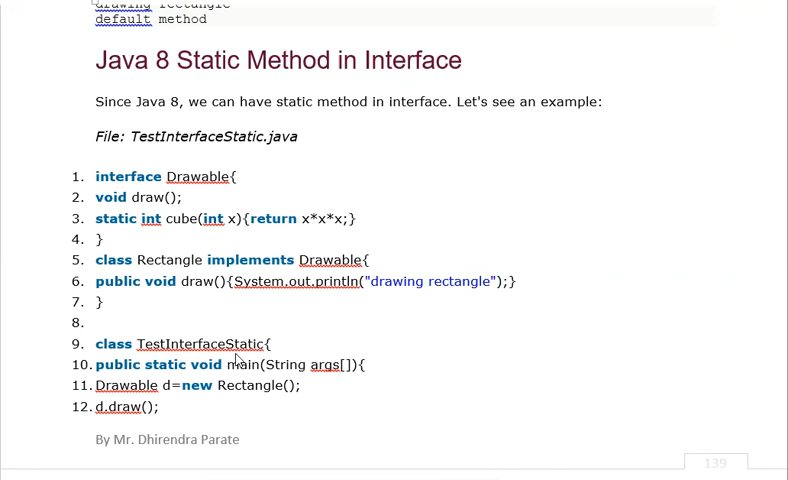 drawing rectangle
default method
Java 8 Static Method in Interface
Since Java 8, we can have static method in interface. Let's see an example:
File: TestInterfaceStatic.java
1. interface Drawable{
2. void draw();
3. static int cube(int x){return x*x*x;}
4. }
5. class Rectangle implements Drawable{
6. public void draw(){System.out.println("drawing rectangle");}
7. }
8.
9. class TestInterfaceStatic{
10. public static void main(String args[]){
11. Drawable d=new Rectangle();
12. d.draw();
By Mr. Dhirendra Parate
139